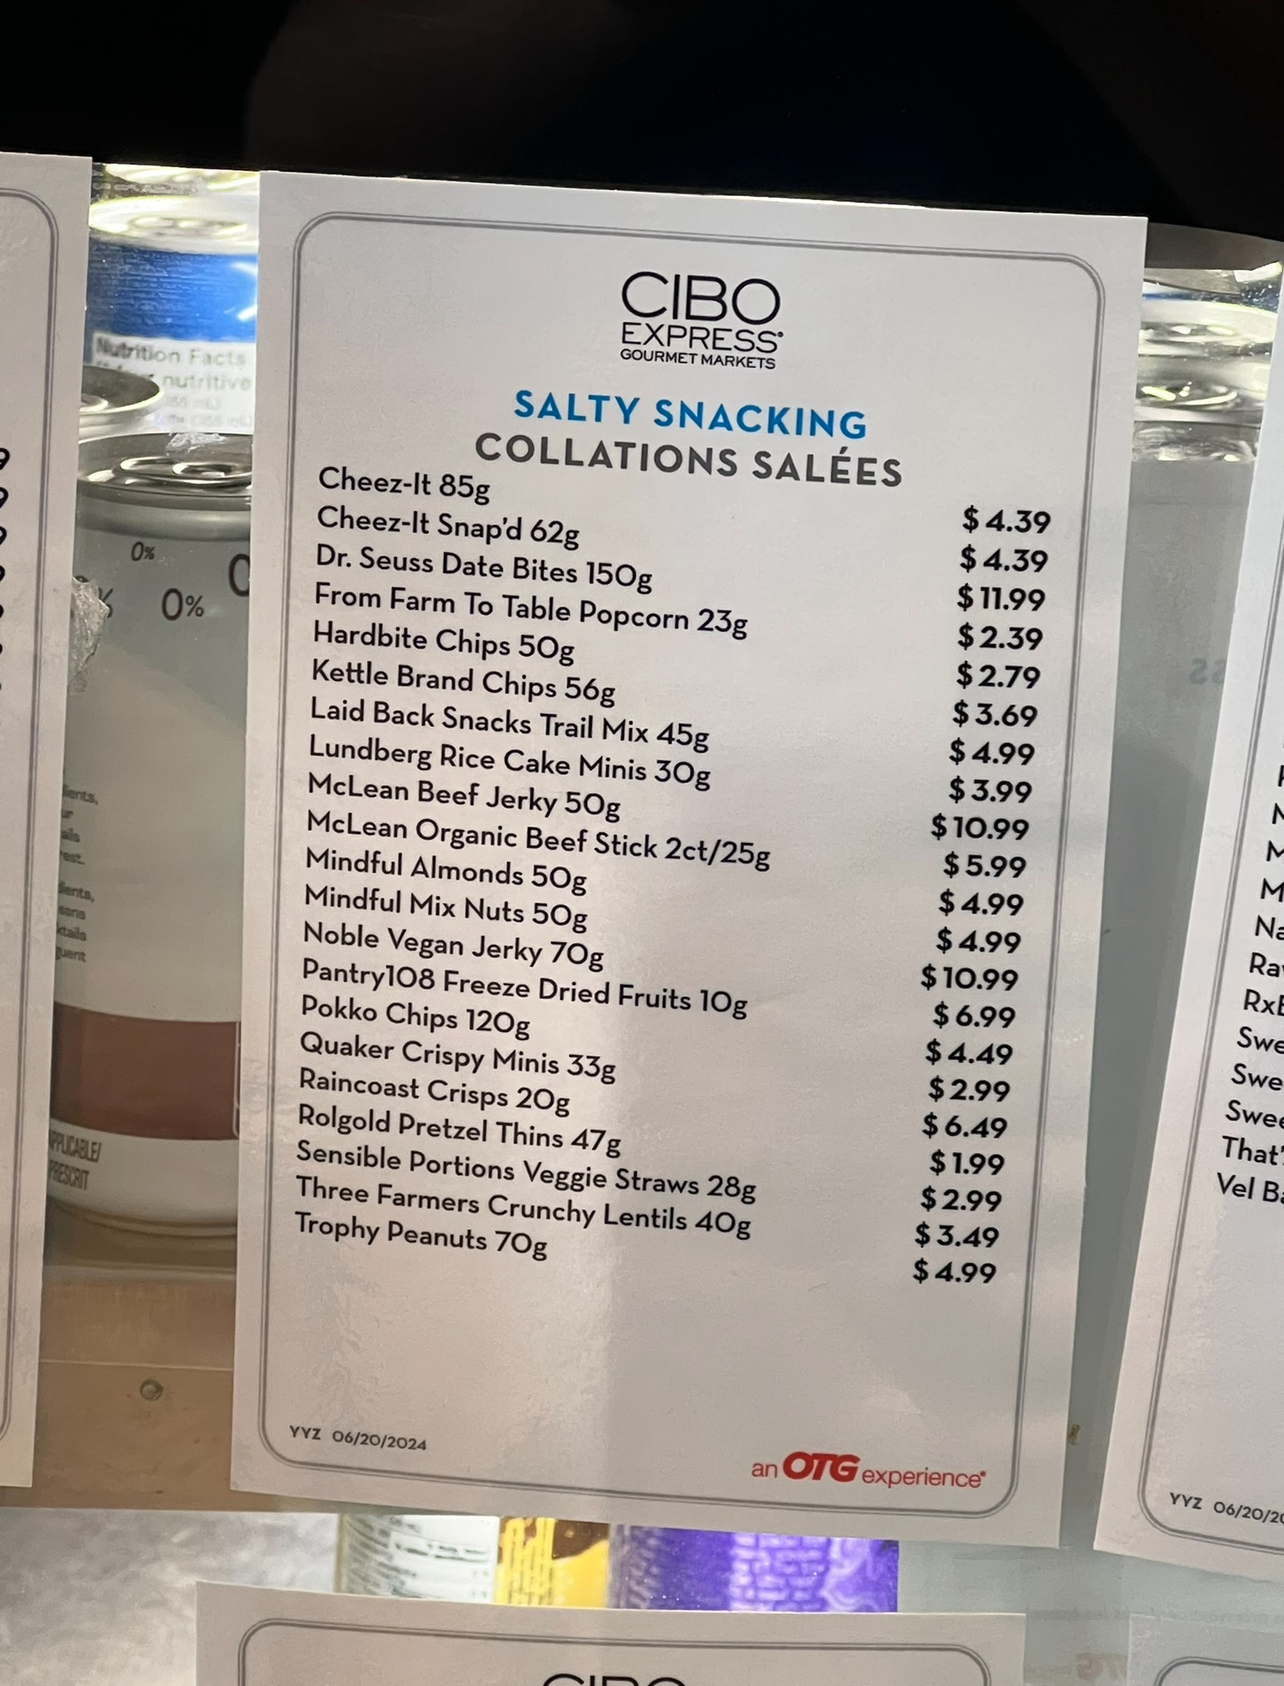 Nutrition Facts
nutritive
0%
0%
CIBO
EXPRESS
GOURMET MARKETS
SALTY SNACKING
COLLATIONS SALÉES
Cheez-It 85g $ 4.39
Cheez-It Snap'd 62g $ 4.39
Dr. Seuss Date Bites 150g $ 11.99
From Farm To Table Popcorn 23g $ 2.39
Hardbite Chips 50g $ 2.79
Kettle Brand Chips 56g $ 3.69
Laid Back Snacks Trail Mix 45g $ 4.99
Lundberg Rice Cake Minis 30g $ 3.99
McLean Beef Jerky 50g $ 10.99
McLean Organic Beef Stick 2ct/25g $ 5.99
Mindful Almonds 50g $ 4.99
Mindful Mix Nuts 50g $ 4.99
Noble Vegan Jerky 70g $ 10.99
Pantry108 Freeze Dried Fruits 10g $ 6.99
Pokko Chips 120g $ 4.49
Quaker Crispy Minis 33g $ 2.99
Raincoast Crisps 20g $ 6.49
Rolgold Pretzel Thins 47g $ 1.99
Sensible Portions Veggie Straws 28g $ 2.99
Three Farmers Crunchy Lentils 40g $ 3.49
Trophy Peanuts 70g $ 4.99
YYZ 06/20/2024
an OTG experience
YYZ